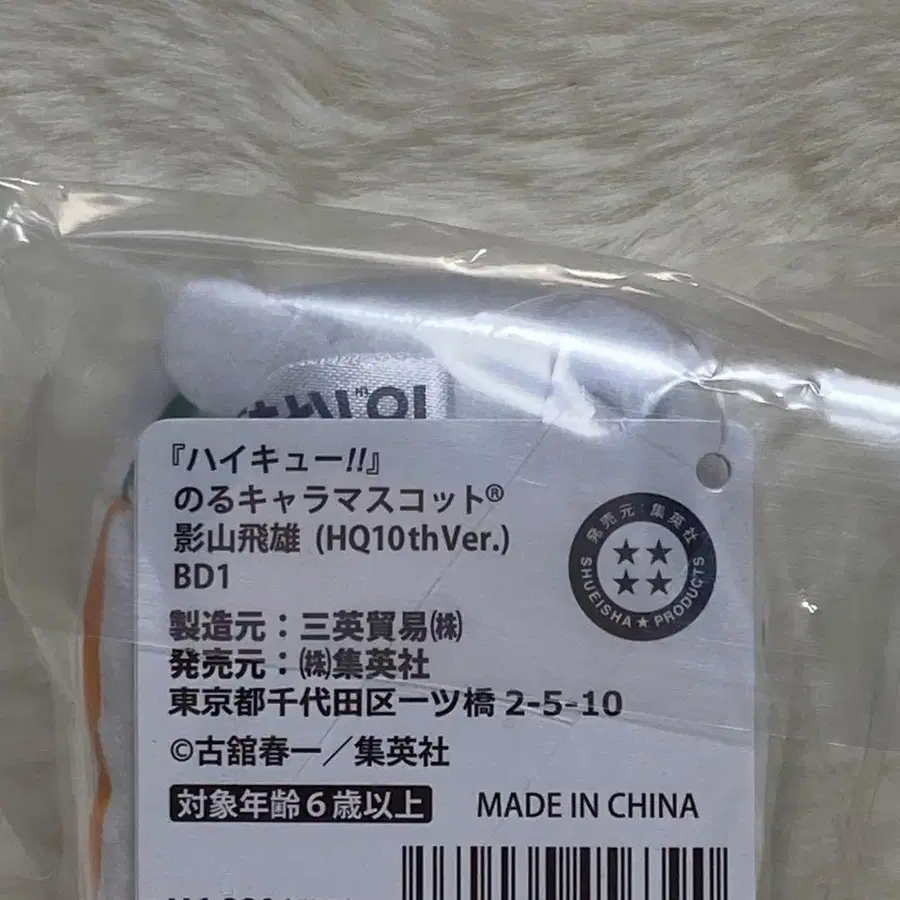 『ハイキュー!!』
のるキャラマスコット®
影山飛雄 (HQ10thVer.)
BD1
発売元:集英社
SHUEISHA★PRODUCTS
製造元:三英貿易㈱
発売元:㈱集英社
東京都千代田区一ツ橋 2-5-10
©古舘春一/集英社
対象年齢6歳以上
MADE IN CHINA